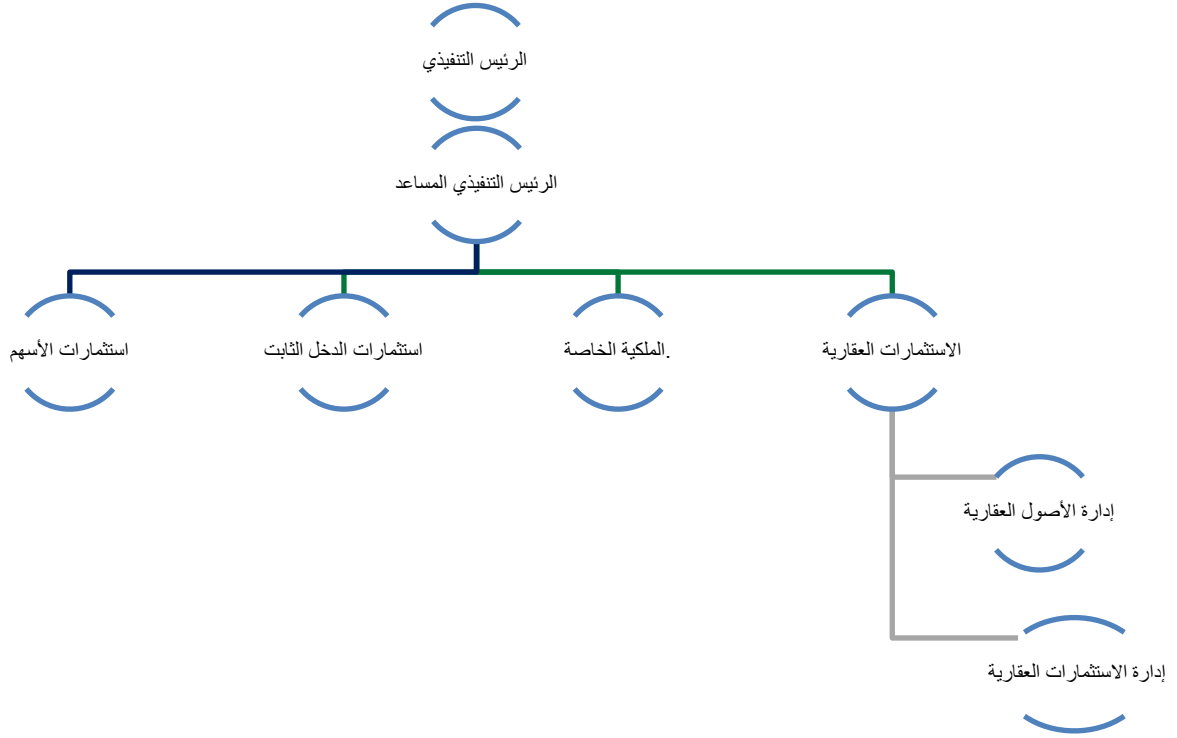 الرئيس التنفيذي
الرئيس التنفيذي المساعد
الاستثمارات العقارية
الملكية الخاصة.
استثمارات الدخل الثابت
استثمارات الأسهم
إدارة الأصول العقارية
إدارة الاستثمارات العقارية